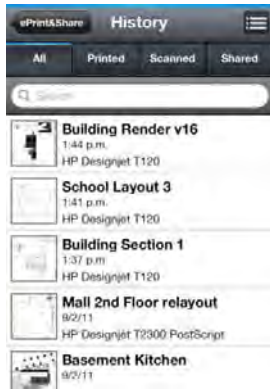 ePrint&Share
History
All Printed Scanned Shared
Search
Building Render v16
1:44 p.m.
HP Designjet T120
School Layout 3
1:41 p.m.
HP Designjet T120
Building Section 1
1:37 p.m
HP Designjet T120
Mall 2nd Floor relayout
9/2/11
HP Designjet T2300 PostScript
Basement Kitchen
9/2/11